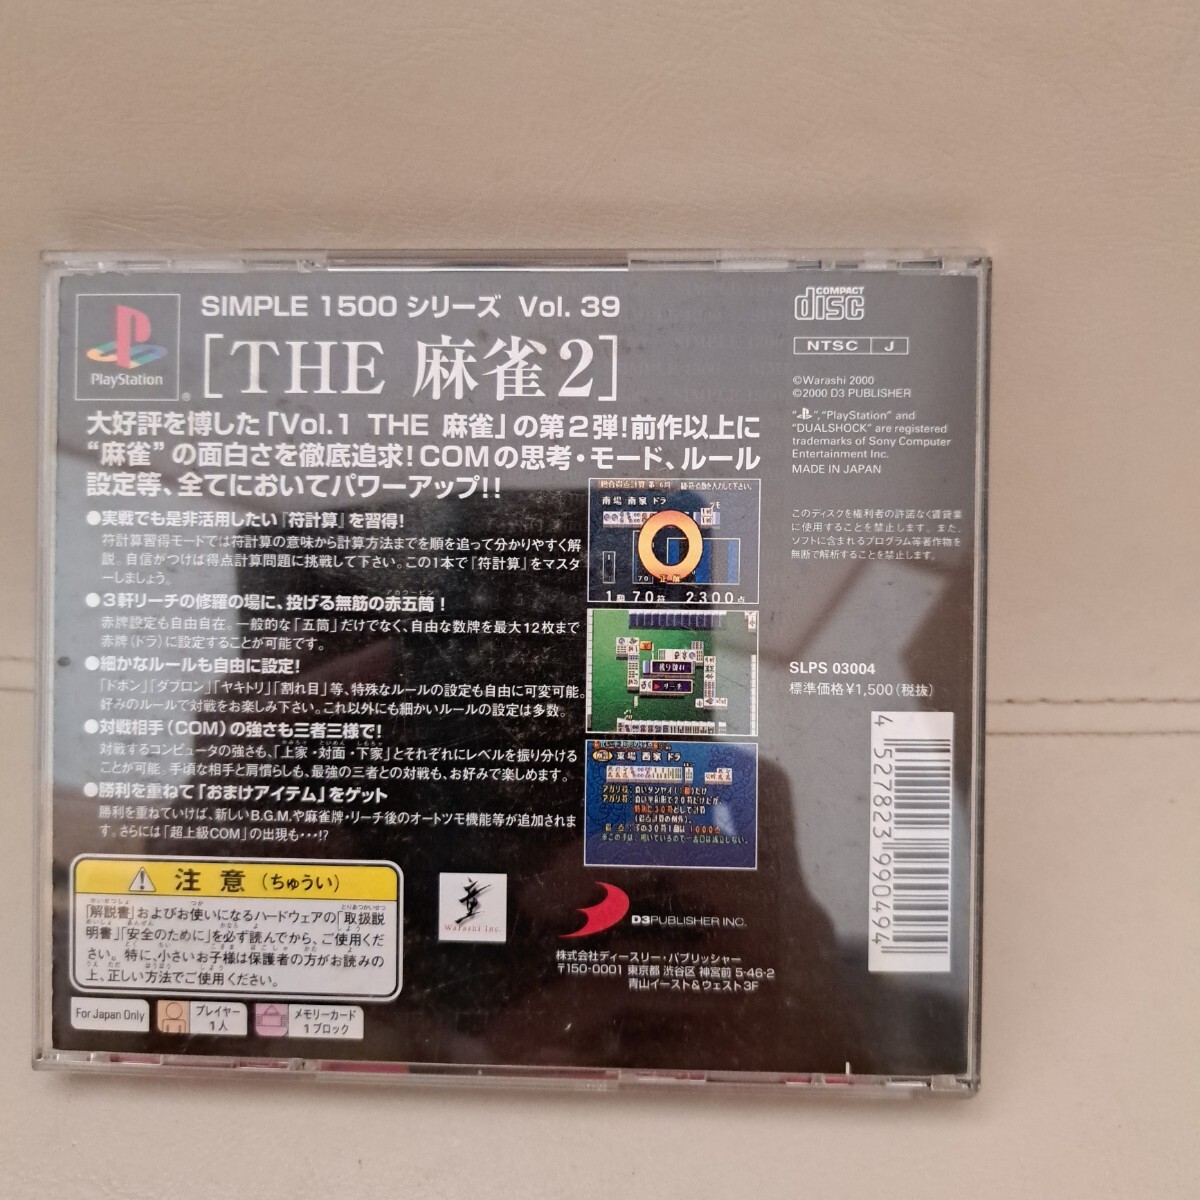 PlayStation
®
SIMPLE 1500 シリーズ Vol. 39
[THE 麻雀2]
大好評を博した「Vol.1 THE 麻雀」の第2弾!前作以上に
“麻雀”の面白さを徹底追求!COMの思考・モード、ルール
設定等、全てにおいてパワーアップ!!
●実戦でも是非活用したい『符計算』を習得!
符計算習得モードでは符計算の意味から計算方法までを順を追って分かりやすく解
説。自信がつけば得点計算問題に挑戦して下さい。この1本で『符計算』をマスタ
ーしましょう。
●3軒リーチの修羅の場に、投げる無筋の赤五筒!
赤牌設定も自由自在。一般的な「五筒」だけでなく、自由な数牌を最大12枚まで
赤牌(ドラ)に設定することが可能です。
●細かなルールも自由に設定!
「ドボン」「ダブロン」「ヤキトリ」「割れ目」等、特殊なルールの設定も自由に可変可能。
好みのルールで対戦をお楽しみ下さい。これ以外にも細かいルールの設定は多数。
●対戦相手(COM)の強さも三者三様で!
対戦するコンピュータの強さも、「上家・対面・下家」とそれぞれにレベルを振り分ける
ことが可能。手頃な相手と肩慣らしも、最強の三者との対戦も、お好みで楽しめます。
●勝利を重ねて「おまけアイテム」をゲット
勝利を重ねていけば、新しいB.G.M.や麻雀牌・リーチ後のオートツモ機能等が追加されま
す。さらには「超上級COM」の出現も・・・!?
南場 南家 ドラ
ツモ
70 正解
1翻 70符 2300点
リーチ
東場 西家 ドラ
COMPACT
disc
NTSC J
©Warashi 2000
©2000 D3 PUBLISHER
“ ”,“PlayStation” and
“DUALSHOCK” are registered
trademarks of Sony Computer
Entertainment Inc.
MADE IN JAPAN
このディスクを権利者の許諾なく賃貸業
に使用することを禁止します。また、
ソフトに含まれるプログラム等著作物を
無断で解析することを禁止します。
SLPS 03004
標準価格¥1,500(税抜)
4 527823 990494
注意(ちゅうい)
「解説書」およびお使いになるハードウェアの「取扱説
明書」「安全のために」を必ず読んでから、ご使用くだ
さい。特に、小さいお子様は保護者の方がお読みの
上、正しい方法でご使用ください。
For Japan Only
プレイヤー
1人
メモリーカード
1ブロック
童
Warashi Inc.
D3PUBLISHER INC.
株式会社ディースリー・パブリッシャー
〒150-0001 東京都 渋谷区 神宮前 5-46-2
青山イースト&ウェスト3F